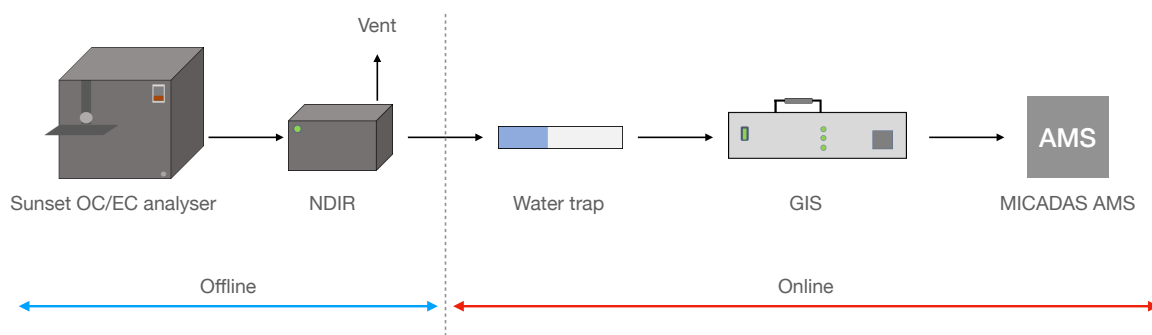 Vent
AMS
Sunset OC/EC analyser
NDIR
Water trap
GIS
MICADAS AMS
Offline
Online